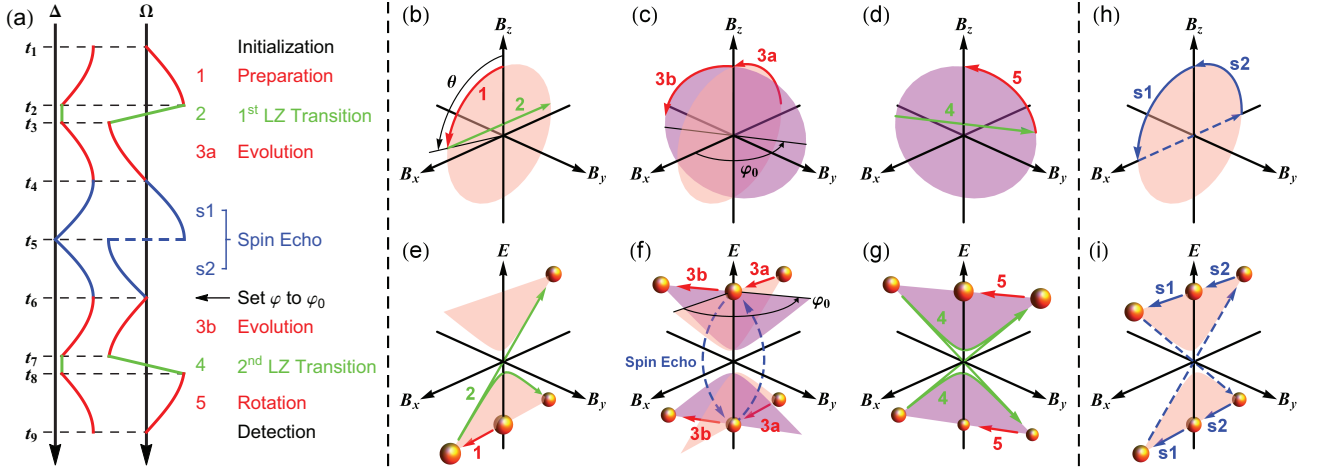 (a)
Δ Ω
t1 Initialization
1 Preparation
t2
2 1st LZ Transition
t3
3a Evolution
t4
s1
t5 Spin Echo
s2
t6 Set φ to φ0
3b Evolution
t7
4 2nd LZ Transition
t8
5 Rotation
t9 Detection
(b)
Bz
θ
1
2
Bx By
(c)
Bz
3a
3b
φ0
Bx By
(d)
Bz
5
4
Bx By
(h)
Bz
s2
s1
Bx By
(e)
E
2
1
Bx By
(f)
E
3b 3a
φ0
Spin Echo
3b 3a
Bx By
(g)
E
5
4
4
5
Bx By
(i)
E
s2
s1
s2
s1
Bx By